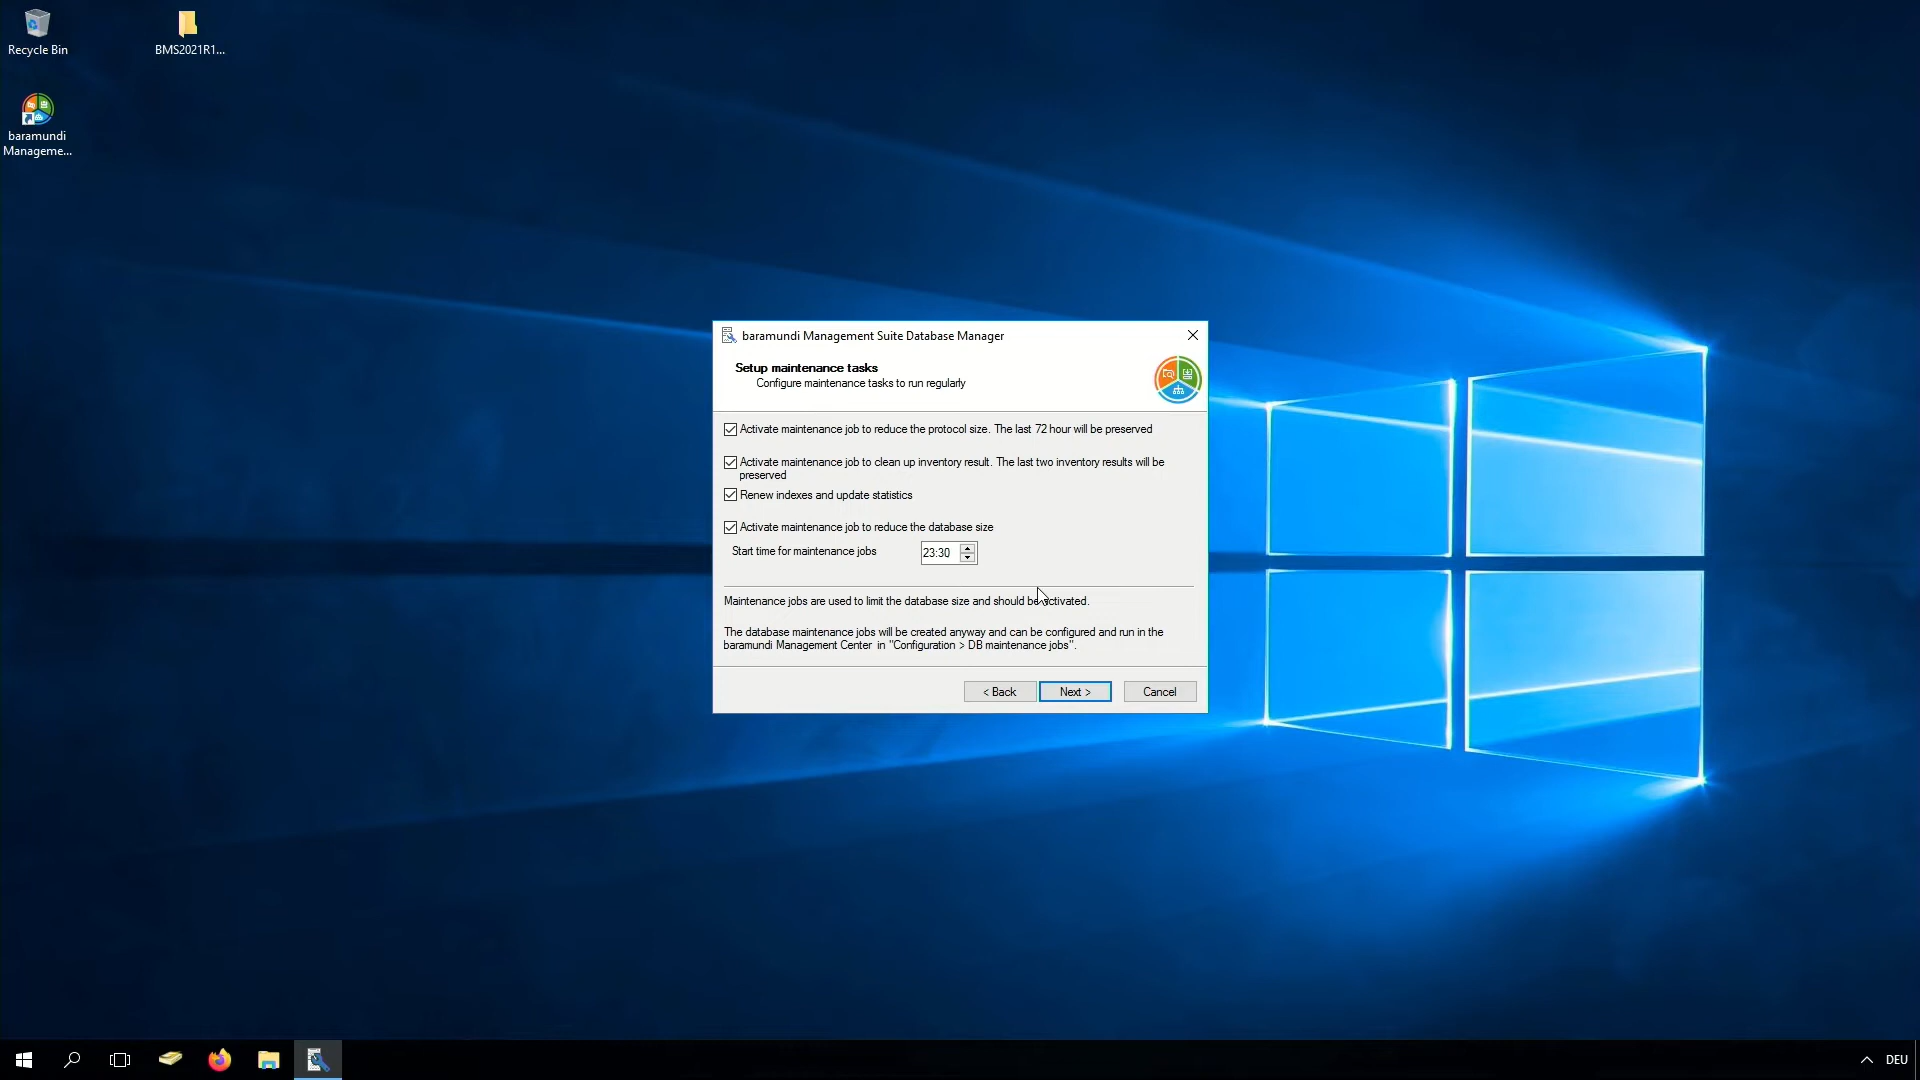 Recycle Bin
BMS2021R1...
baramundi
Manageme...
baramundi Management Suite Database Manager
Setup maintenance tasks
Configure maintenance tasks to run regularly
Activate maintenance job to reduce the protocol size. The last 72 hour will be preserved
Activate maintenance job to clean up inventory result. The last two inventory results will be
preserved
Renew indexes and update statistics
Activate maintenance job to reduce the database size
Start time for maintenance jobs
23:30
Maintenance jobs are used to limit the database size and should be activated.
The database maintenance jobs will be created anyway and can be configured and run in the
baramundi Management Center in "Configuration > DB maintenance jobs".
< Back
Next >
Cancel
DEU